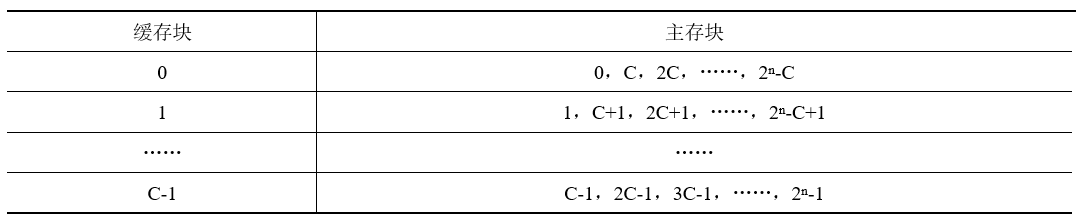 缓存块 主存块
0 0，C，2C，……，2ⁿ-C
1 1，C+1，2C+1，……，2ⁿ-C+1
…… ……
C-1 C-1，2C-1，3C-1，……，2ⁿ-1